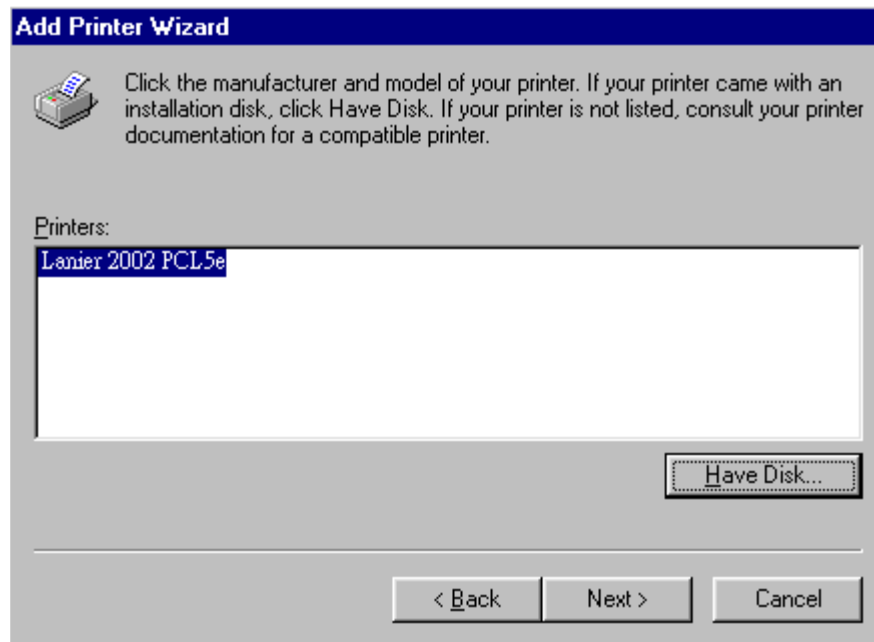 Add Printer Wizard
Click the manufacturer and model of your printer. If your printer came with an
installation disk, click Have Disk. If your printer is not listed, consult your printer
documentation for a compatible printer.
Printers:
Lanier 2002 PCL5e
Have Disk...
< Back
Next >
Cancel